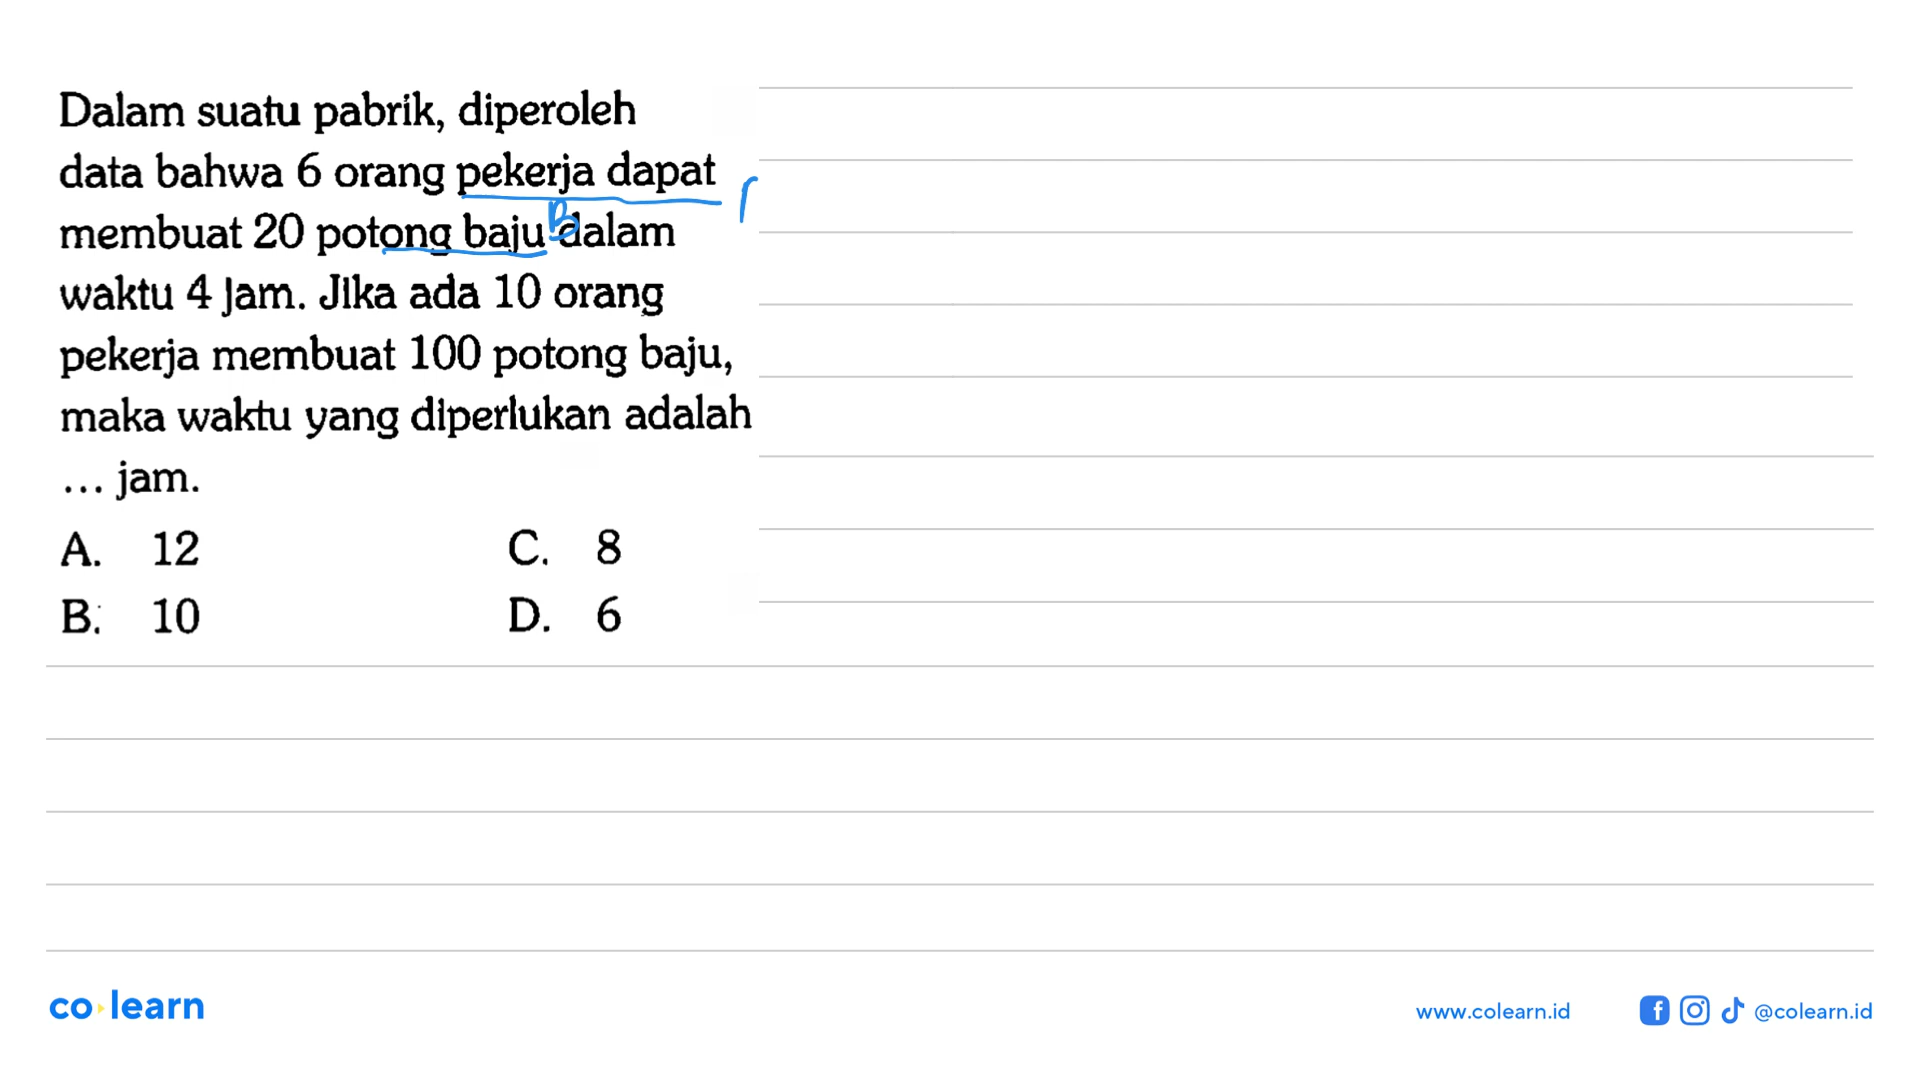 Dalam suatu pabrik, diperoleh
data bahwa 6 orang pekerja dapat
membuat 20 potong baju dalam
waktu 4 jam. Jika ada 10 orang
pekerja membuat 100 potong baju,
maka waktu yang diperlukan adalah
... jam.
A. 12
B. 10
C. 8
D. 6
B
co learn
www.colearn.id
@colearn.id